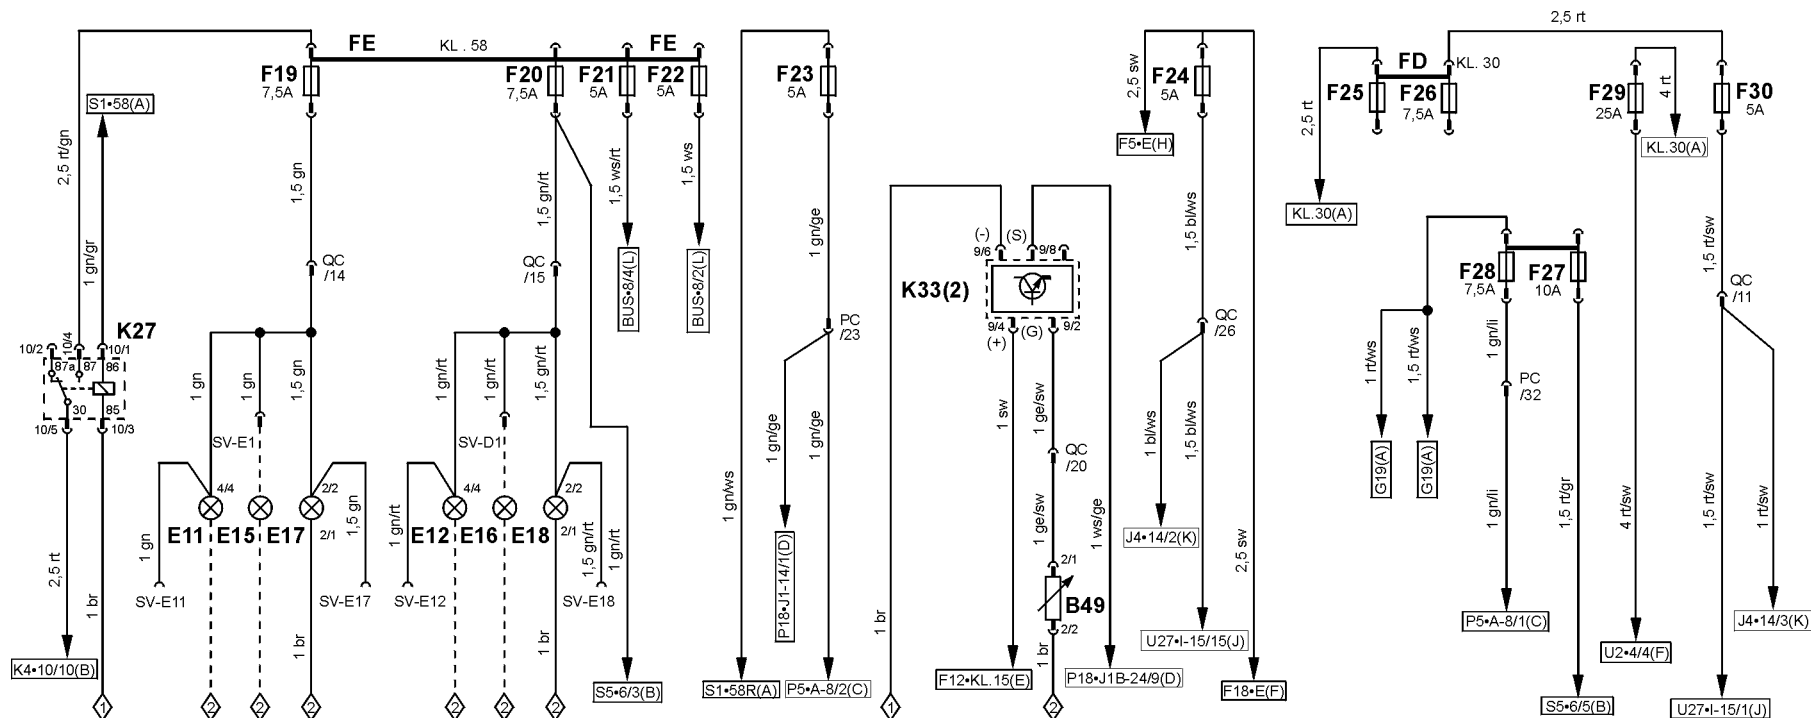 2,5 rt
FE KL . 58 FE
F19
7,5A
F20
7,5A
F21
5A
F22
5A
F23
5A
F24
5A
FD KL. 30
F25
F26
7,5A
F29
25A
4 rt
F30
5A
S1•58(A)
2,5 rt/gn
1 gn/gr
1,5 gn
1,5 gn/rt
1,5 ws/rt
1,5 ws
1 gn/ge
2,5 sw
F5•E(H)
1,5 bl/ws
2,5 rt
KL.30(A)
KL.30(A)
QC
/14
QC
/15
BUS•8/4(L)
BUS•8/2(L)
(-) (S)
9/6 9/8
K33(2)
9/4 (G) 9/2
(+)
F28
7,5A
F27
10A
1,5 rt/sw
QC
/11
PC
/23
QC
/26
K27
10/2 10/4 10/1
87a 87 86
30 85
10/5 10/3
1 gn
1 gn
1,5 gn
1 gn/rt
1 gn/rt
1,5 gn/rt
1 rt/ws
1,5 rt/ws
1 gn/li
PC
/32
SV-E1
SV-D1
1 gn/ge
1 gn/ge
1 sw
1 ge/sw
QC
/20
1 bl/ws
1,5 bl/ws
G19(A)
G19(A)
4/4 2/2
E11 E15 E17
2/1
4/4 2/2
E12 E16 E18
2/1
1 gn
1,5 gn
1 gn/rt
1,5 gn/rt
1 gn/rt
1 gn/ws
P18•J1-14/1(D)
1 ge/sw
1 ws/ge
J4•14/2(K)
2,5 sw
1 gn/li
1,5 rt/gr
4 rt/sw
1,5 rt/sw
1 rt/sw
2,5 rt
1 br
SV-E11
SV-E17
SV-E12
SV-E18
1 br
1 br
1 br
2/1
B49
2/2
1 br
P5•A-8/1(C)
J4•14/3(K)
U27•I-15/15(J)
U2•4/4(F)
K4•10/10(B)
S5•6/3(B)
S1•58R(A)
P5•A-8/2(C)
F12•KL.15(E)
P18•J1B-24/9(D)
F18•E(F)
S5•6/5(B)
U27•I-15/1(J)
1 2 2 2 2 2 2 1 2